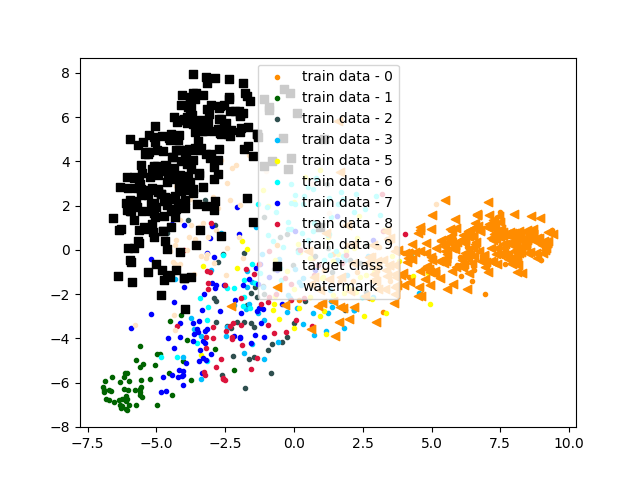 8
6
4
2
0
−2
−4
−6
−8
−7.5
−5.0
−2.5
0.0
2.5
5.0
7.5
10.0
train data - 0
train data - 1
train data - 2
train data - 3
train data - 5
train data - 6
train data - 7
train data - 8
train data - 9
target class
watermark